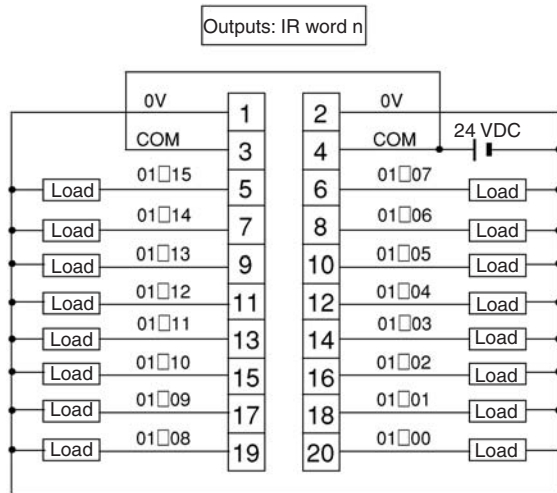 Outputs: IR word n
0V 1 2 0V
COM 3 4 COM 24 VDC
Load 01□15 5 6 01□07 Load
Load 01□14 7 8 01□06 Load
Load 01□13 9 10 01□05 Load
Load 01□12 11 12 01□04 Load
Load 01□11 13 14 01□03 Load
Load 01□10 15 16 01□02 Load
Load 01□09 17 18 01□01 Load
Load 01□08 19 20 01□00 Load